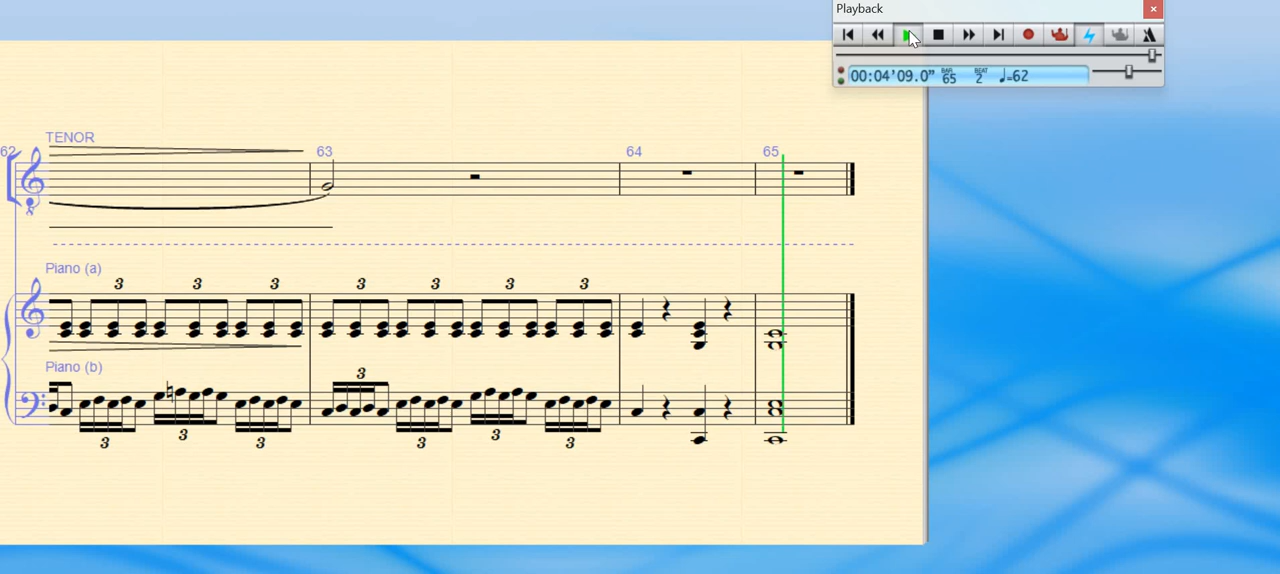 Playback
00:04'09.0" BAR 65 BEAT 2 ♩=62
TENOR
62 63 64 65
8
Piano (a)
3 3 3 3 3 3 3
Piano (b)
3
3 3 3 3 3 3